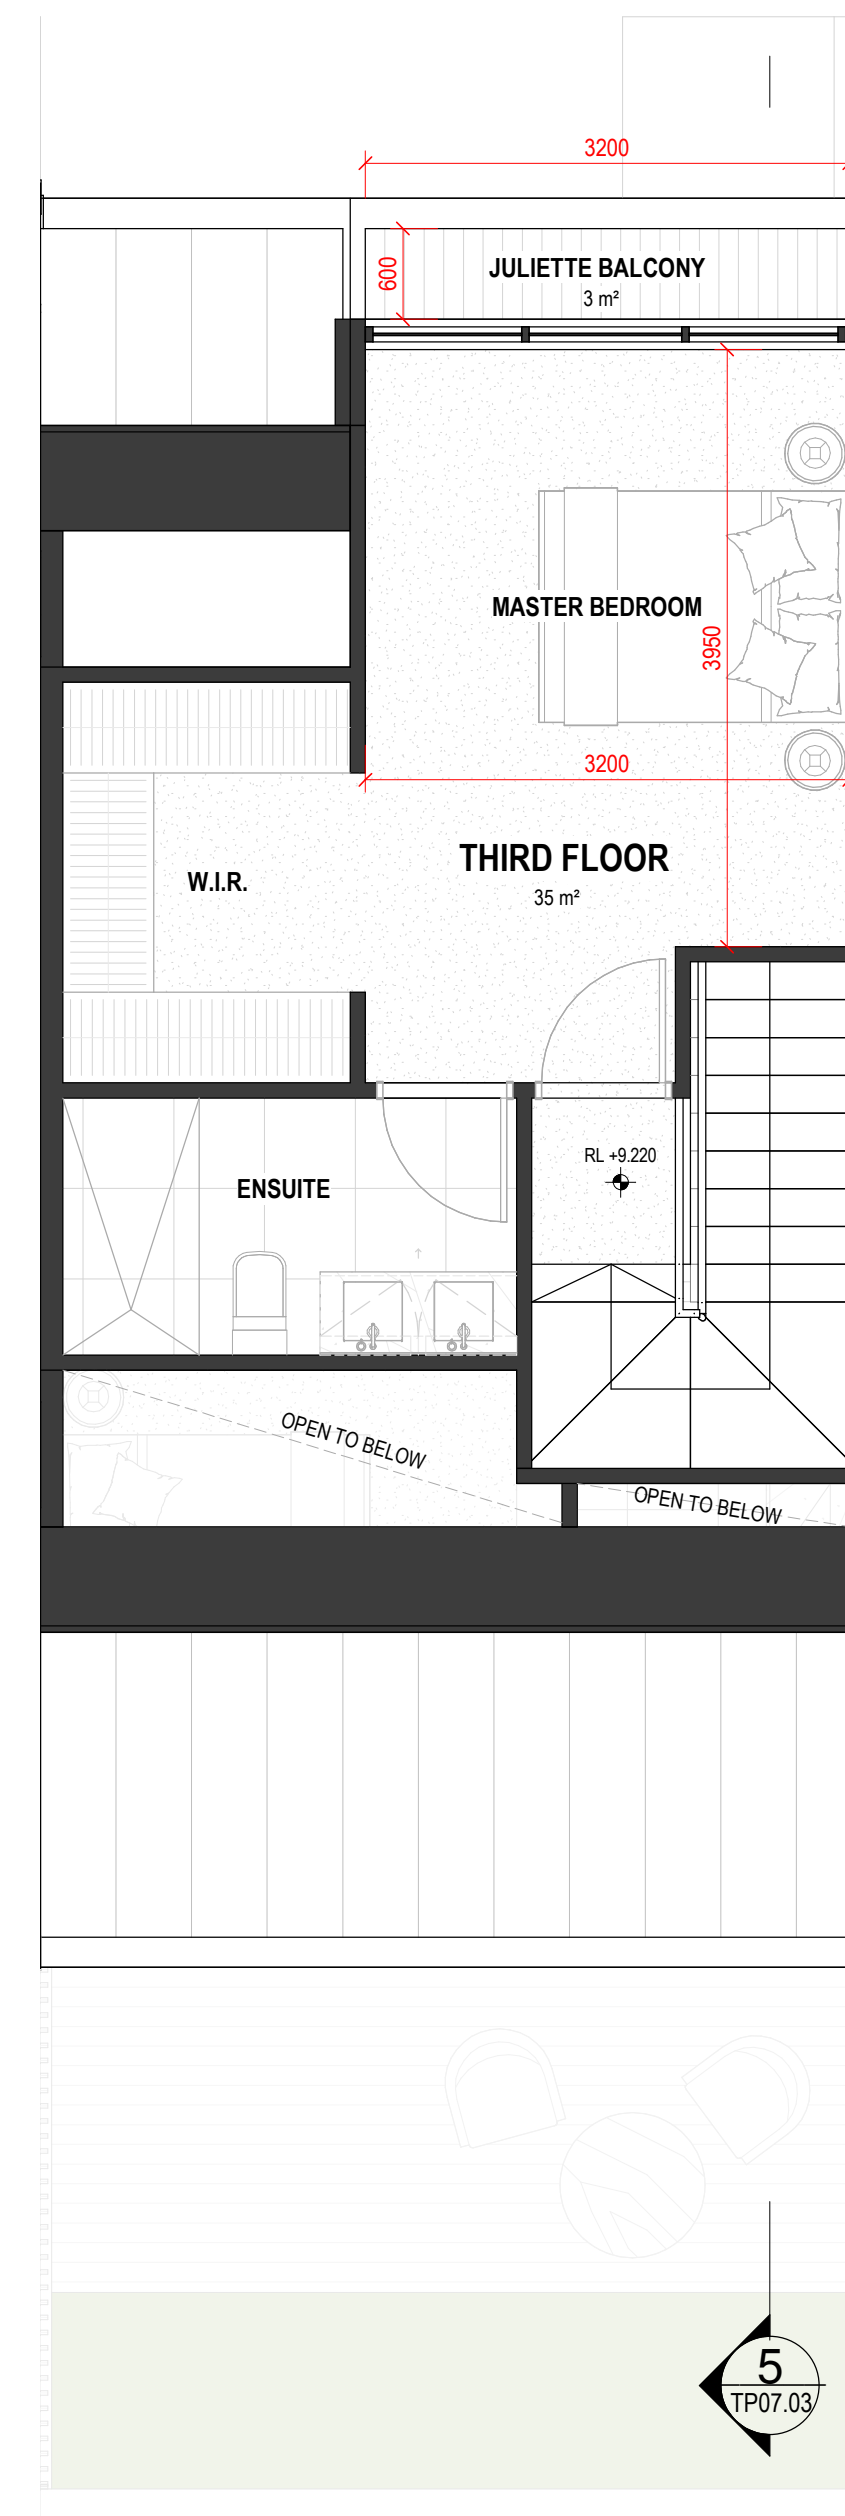 3200
600
JULIETTE BALCONY
3 m²
MASTER BEDROOM
3950
3200
THIRD FLOOR
35 m²
W.I.R.
RL +9.220
ENSUITE
OPEN TO BELOW
OPEN TO BELOW
5
TP07.03